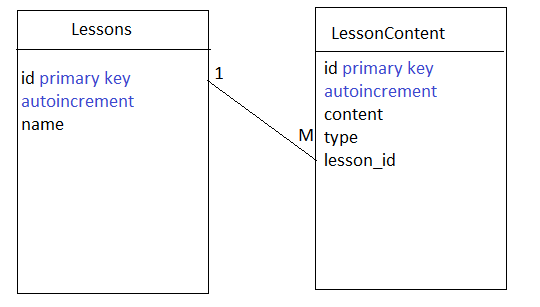 Lessons
id primary key
autoincrement
name
1
M
LessonContent
id primary key
autoincrement
content
type
lesson_id